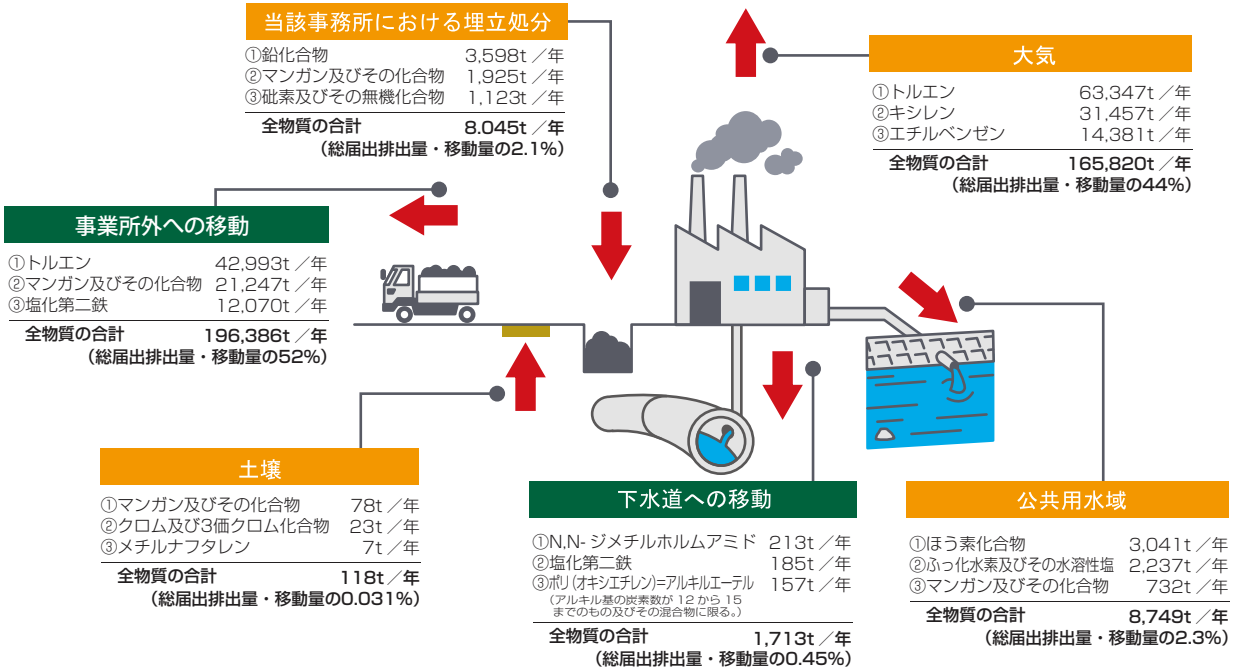 当該事務所における埋立処分
①鉛化合物 3,598t／年
②マンガン及びその化合物 1,925t／年
③砒素及びその無機化合物 1,123t／年
全物質の合計 8.045t／年
（総届出排出量・移動量の2.1%）
大気
①トルエン 63,347t／年
②キシレン 31,457t／年
③エチルベンゼン 14,381t／年
全物質の合計 165,820t／年
（総届出排出量・移動量の44%）
事業所外への移動
①トルエン 42,993t／年
②マンガン及びその化合物 21,247t／年
③塩化第二鉄 12,070t／年
全物質の合計 196,386t／年
（総届出排出量・移動量の52%）
土壌
①マンガン及びその化合物 78t／年
②クロム及び3価クロム化合物 23t／年
③メチルナフタレン 7t／年
全物質の合計 118t／年
（総届出排出量・移動量の0.031%）
下水道への移動
①N,N-ジメチルホルムアミド 213t／年
②塩化第二鉄 185t／年
③ポリ(オキシエチレン)=アルキルエーテル 157t／年
（アルキル基の炭素数が 12 から 15
までのもの及びその混合物に限る。）
全物質の合計 1,713t／年
（総届出排出量・移動量の0.45%）
公共用水域
①ほう素化合物 3,041t／年
②ふっ化水素及びその水溶性塩 2,237t／年
③マンガン及びその化合物 732t／年
全物質の合計 8,749t／年
（総届出排出量・移動量の2.3%）